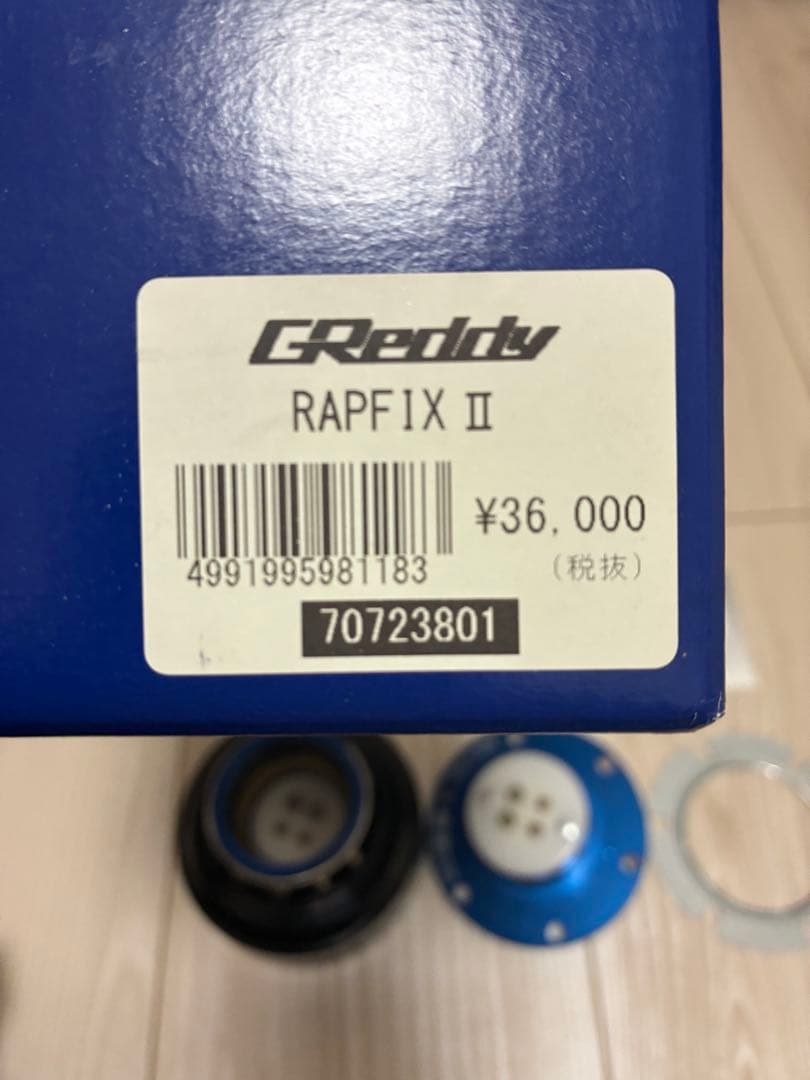 GReddy
RAPFIX Ⅱ
¥36,000
4991995981183
(税抜)
70723801